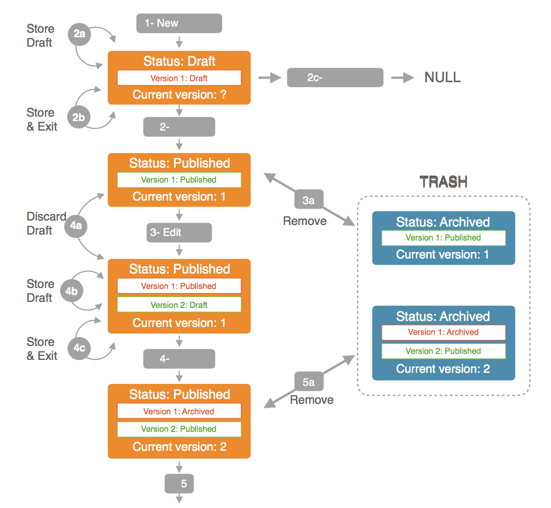 1- New
Store
Draft
2a
Status: Draft
Version 1: Draft
Current version: ?
2c-
NULL
Store
& Exit
2b
2-
Status: Published
Version 1: Published
Current version: 1
3a
Remove
TRASH
Status: Archived
Version 1: Published
Current version: 1
Discard
Draft
4a
3- Edit
Status: Published
Version 1: Published
Version 2: Draft
Current version: 1
Store
Draft
4b
Store
& Exit
4c
Status: Archived
Version 1: Archived
Version 2: Published
Current version: 2
4-
5a
Remove
Status: Published
Version 1: Archived
Version 2: Published
Current version: 2
5